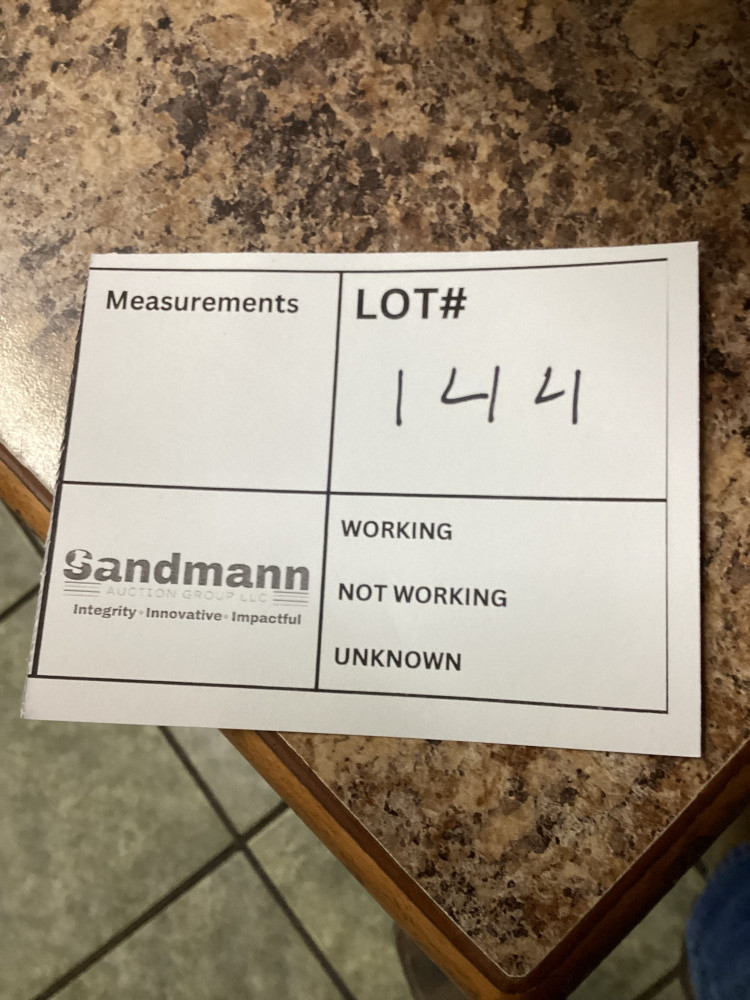 Measurements
LOT#
144
Sandmann
AUCTION GROUP LLC
Integrity•Innovative•Impactful
WORKING
NOT WORKING
UNKNOWN